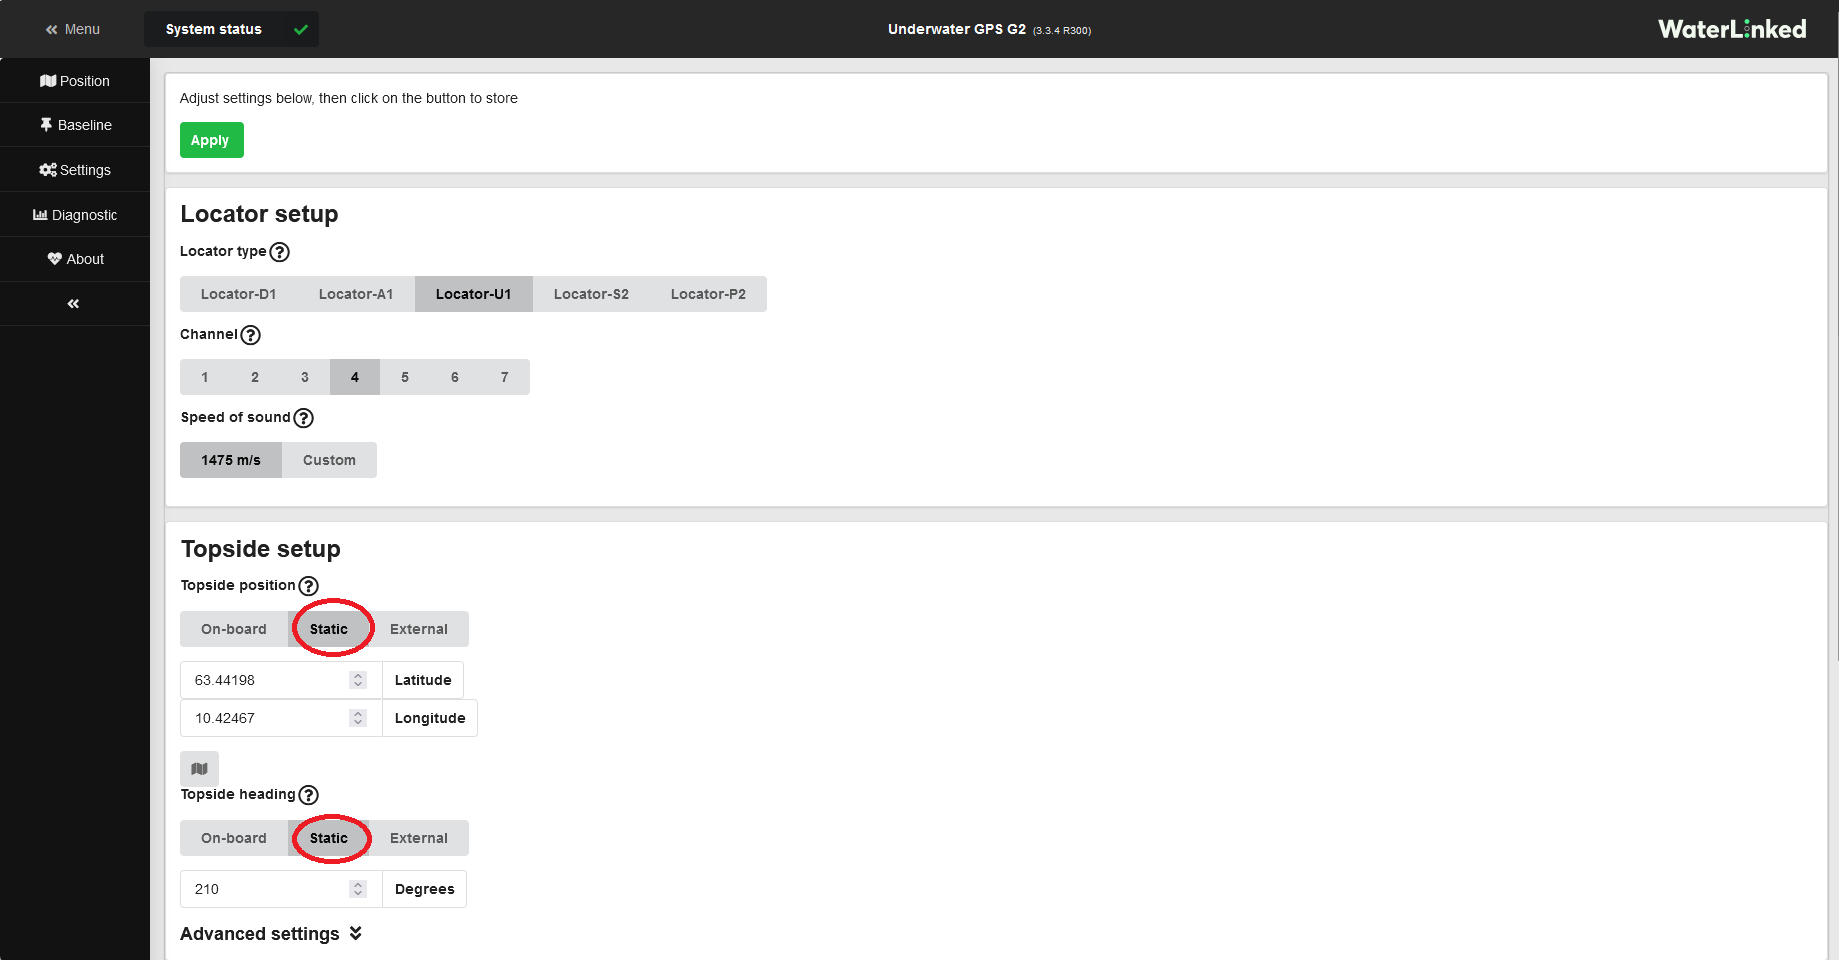 Menu
System status
Underwater GPS G2 (3.3.4 R300)
WaterLinked
Position
Baseline
Settings
Diagnostic
About
Adjust settings below, then click on the button to store
Apply
Locator setup
Locator type ?
Locator-D1 Locator-A1 Locator-U1 Locator-S2 Locator-P2
Channel ?
1 2 3 4 5 6 7
Speed of sound ?
1475 m/s Custom
Topside setup
Topside position ?
On-board Static External
63.44198 Latitude
10.42467 Longitude
Topside heading ?
On-board Static External
210 Degrees
Advanced settings